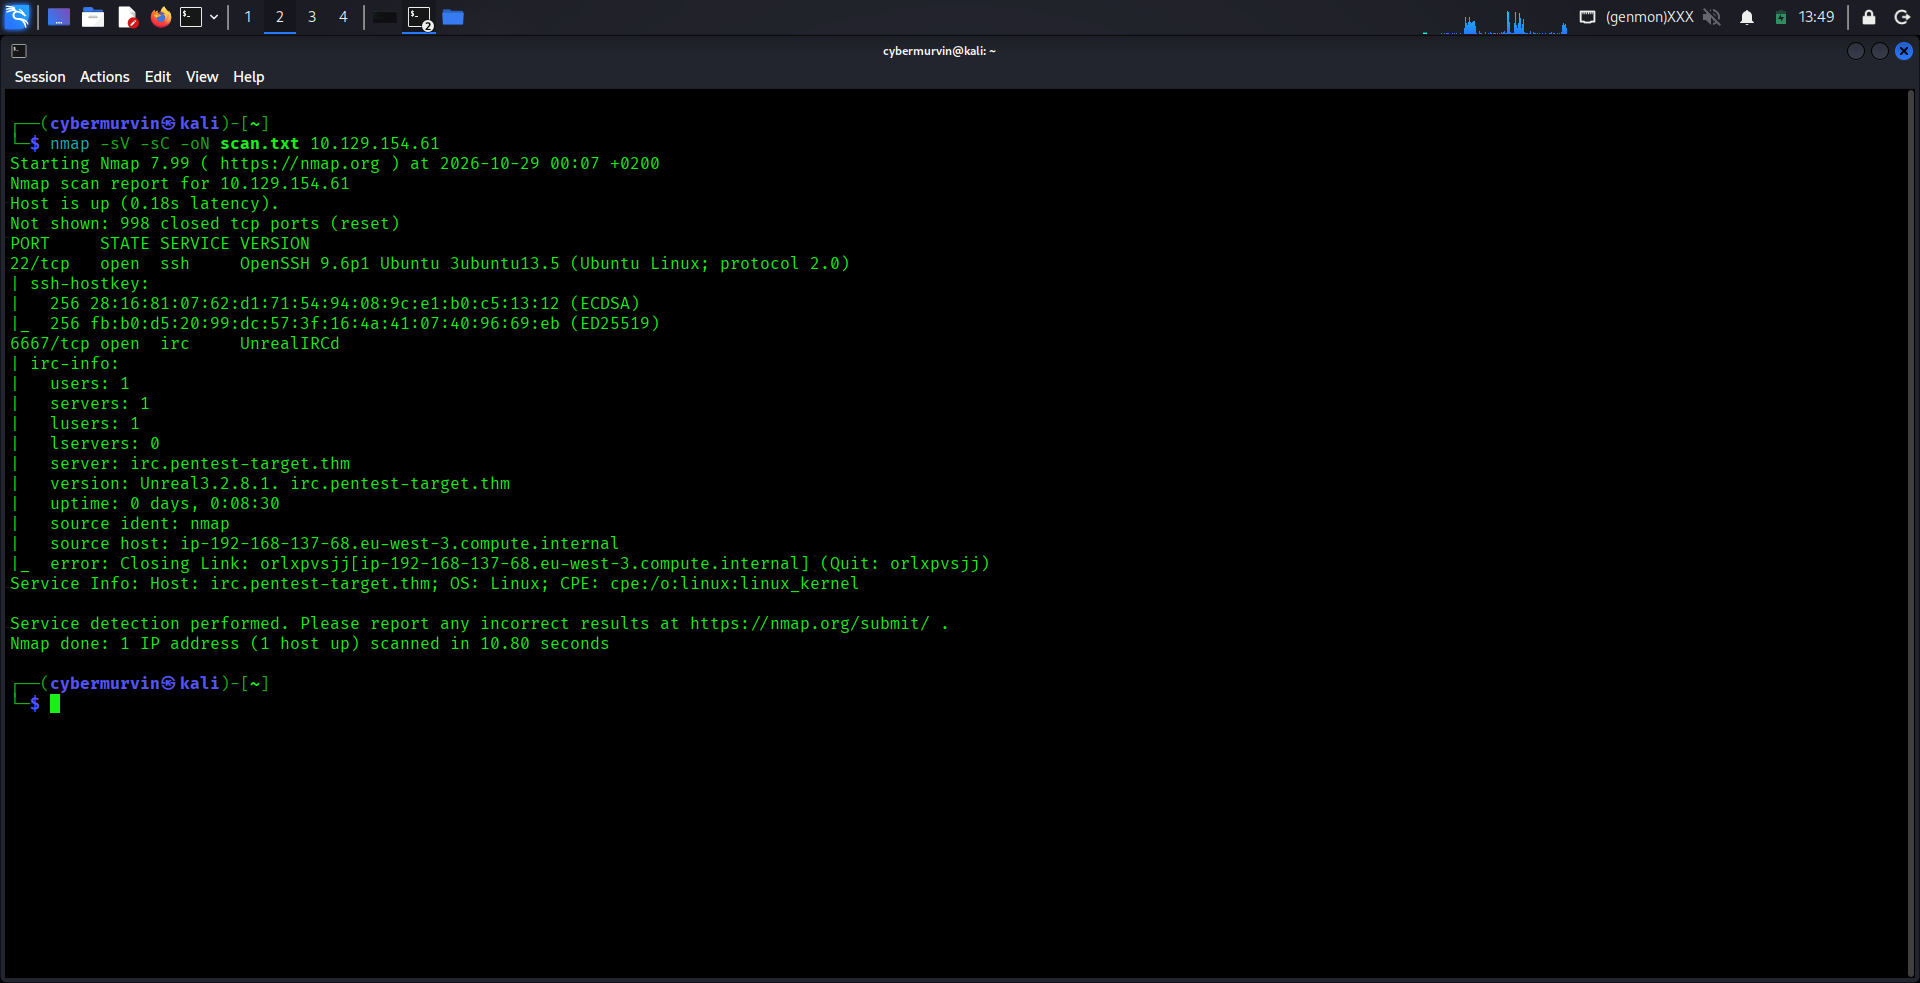 1 2 3 4 2 (genmon)XXX 13:49
cybermurvin@kali: ~
Session Actions Edit View Help
┌──(cybermurvin㉿kali)-[~]
└─$ nmap -sV -sC -oN scan.txt 10.129.154.61
Starting Nmap 7.99 ( https://nmap.org ) at 2026-10-29 00:07 +0200
Nmap scan report for 10.129.154.61
Host is up (0.18s latency).
Not shown: 998 closed tcp ports (reset)
PORT     STATE SERVICE VERSION
22/tcp   open  ssh     OpenSSH 9.6p1 Ubuntu 3ubuntu13.5 (Ubuntu Linux; protocol 2.0)
| ssh-hostkey:
|   256 28:16:81:07:62:d1:71:54:94:08:9c:e1:b0:c5:13:12 (ECDSA)
|_  256 fb:b0:d5:20:99:dc:57:3f:16:4a:41:07:40:96:69:eb (ED25519)
6667/tcp open  irc     UnrealIRCd
| irc-info:
|   users: 1
|   servers: 1
|   lusers: 1
|   lservers: 0
|   server: irc.pentest-target.thm
|   version: Unreal3.2.8.1. irc.pentest-target.thm
|   uptime: 0 days, 0:08:30
|   source ident: nmap
|   source host: ip-192-168-137-68.eu-west-3.compute.internal
|_  error: Closing Link: orlxpvsjj[ip-192-168-137-68.eu-west-3.compute.internal] (Quit: orlxpvsjj)
Service Info: Host: irc.pentest-target.thm; OS: Linux; CPE: cpe:/o:linux:linux_kernel
Service detection performed. Please report any incorrect results at https://nmap.org/submit/ .
Nmap done: 1 IP address (1 host up) scanned in 10.80 seconds
┌──(cybermurvin㉿kali)-[~]
└─$